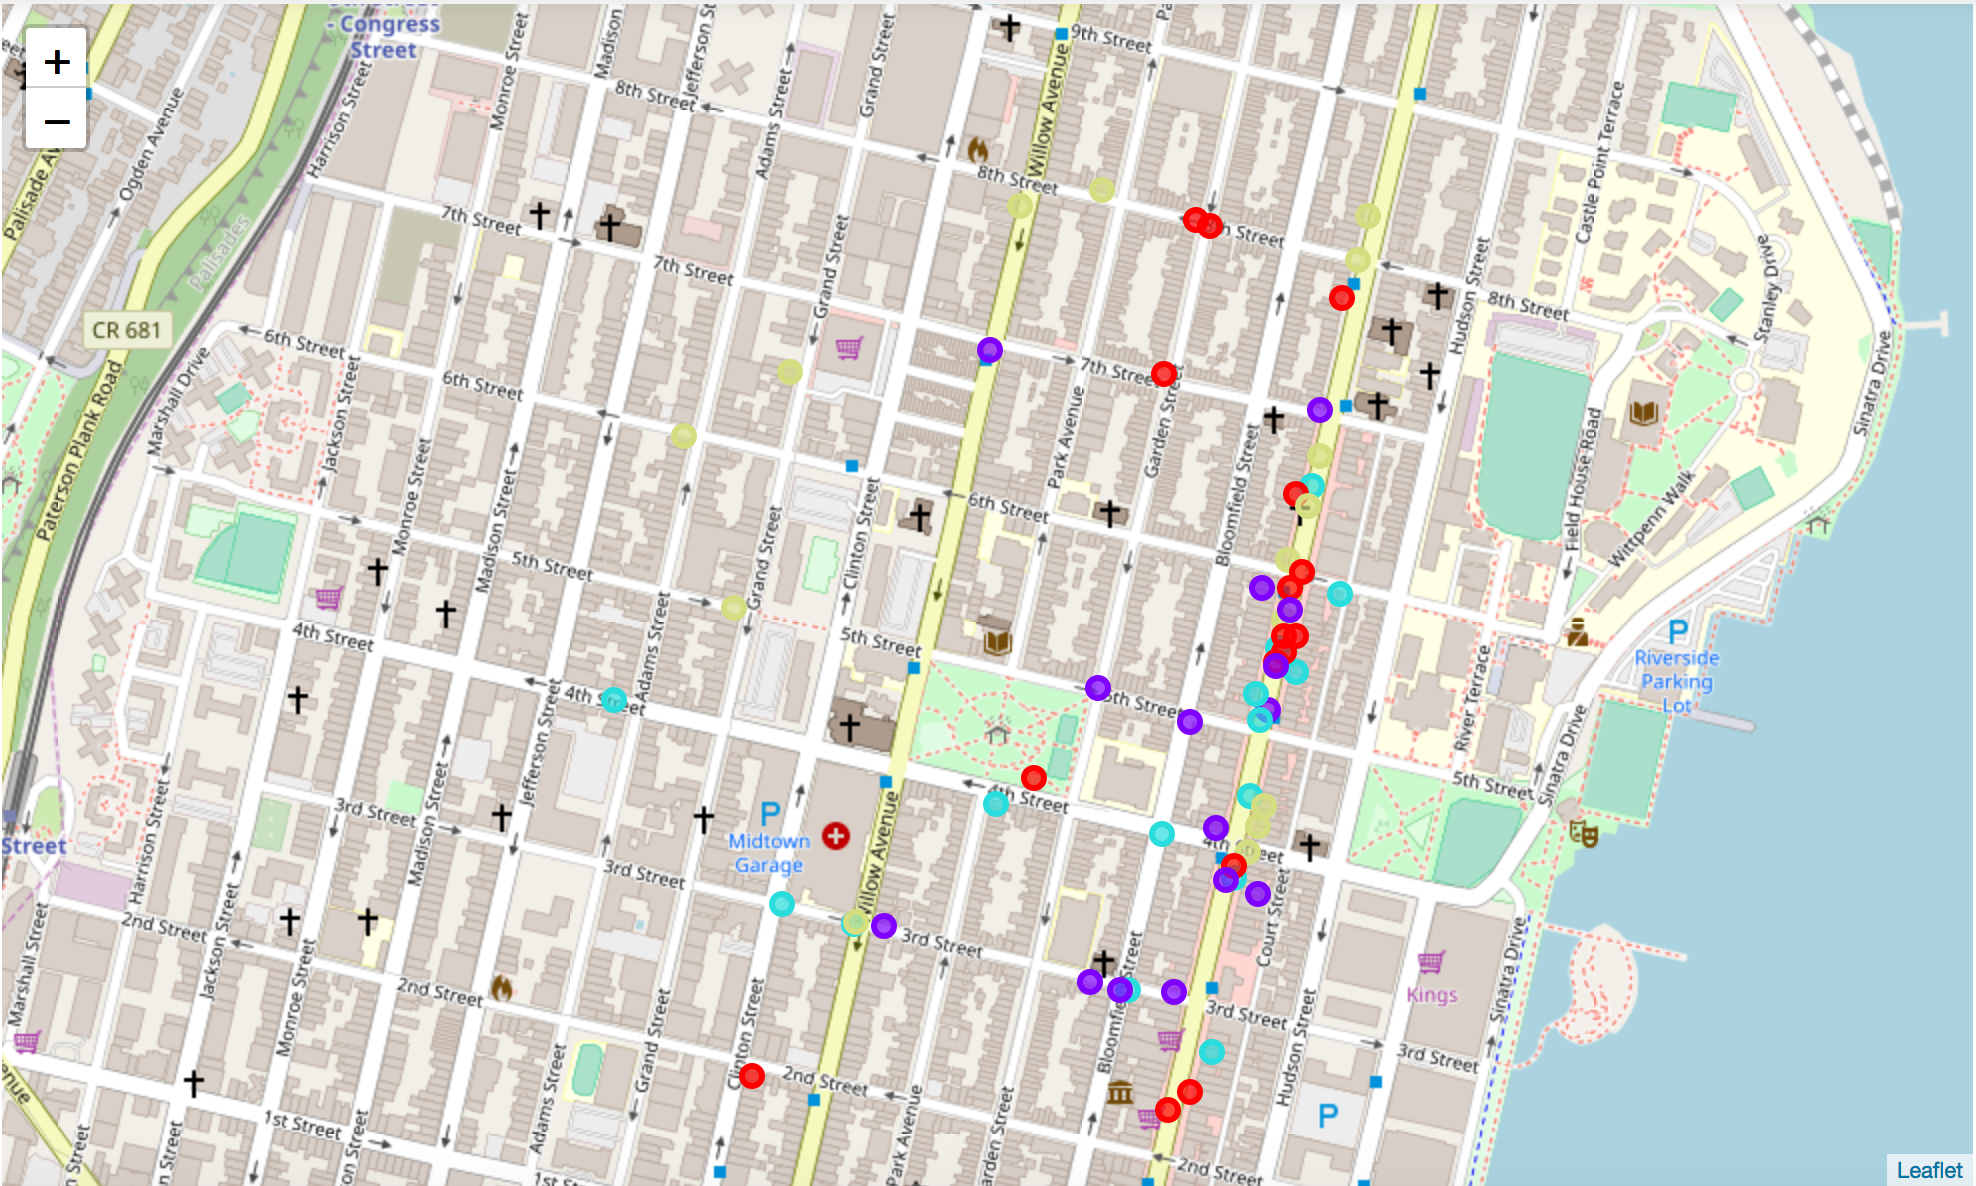 +
−
- Congress
Street
Monroe Street
Madison
Jefferson St
Grand Street
9th Street
8th Street
Adams Street
Willow Avenue
Harrison Street
Ogden Avenue
Palisade Av
Castle Point Terrace
8th Street
7th Street
Palisades
7th Street
Grand Street
Hudson Street
Stanley Drive
8th Street
CR 681
6th Street
Marshall Drive
6th Street
Jackson Street
7th Street
Park Avenue
Garden Street
Sinatra Drive
Paterson Plank Road
Monroe Street
Madison Street
Clinton Street
6th Street
Bloomfield Street
Field House Road
Wittpenn Walk
5th Street
Grand Street
4th Street
Adams Street
5th Street
Riverside
Parking
Lot
4th Street
5th Street
River Terrace
Jefferson Street
Sinatra Drive
5th Street
3rd Street
Madison Street
Harrison Street
4th Street
P
Midtown
Garage
Willow Avenue
4th Street
Street
3rd Street
Court Street
2nd Street
Jackson Street
Marshall Street
Monroe Street
3rd Street
2nd Street
Kings
Sinatra Drive
3rd Street
3rd Street
Bloomfield Street
Hudson Street
Clinton Street
Grand Street
2nd Street
Adams Street
Park Avenue
1st Street
P
P
2nd Street
Leaflet